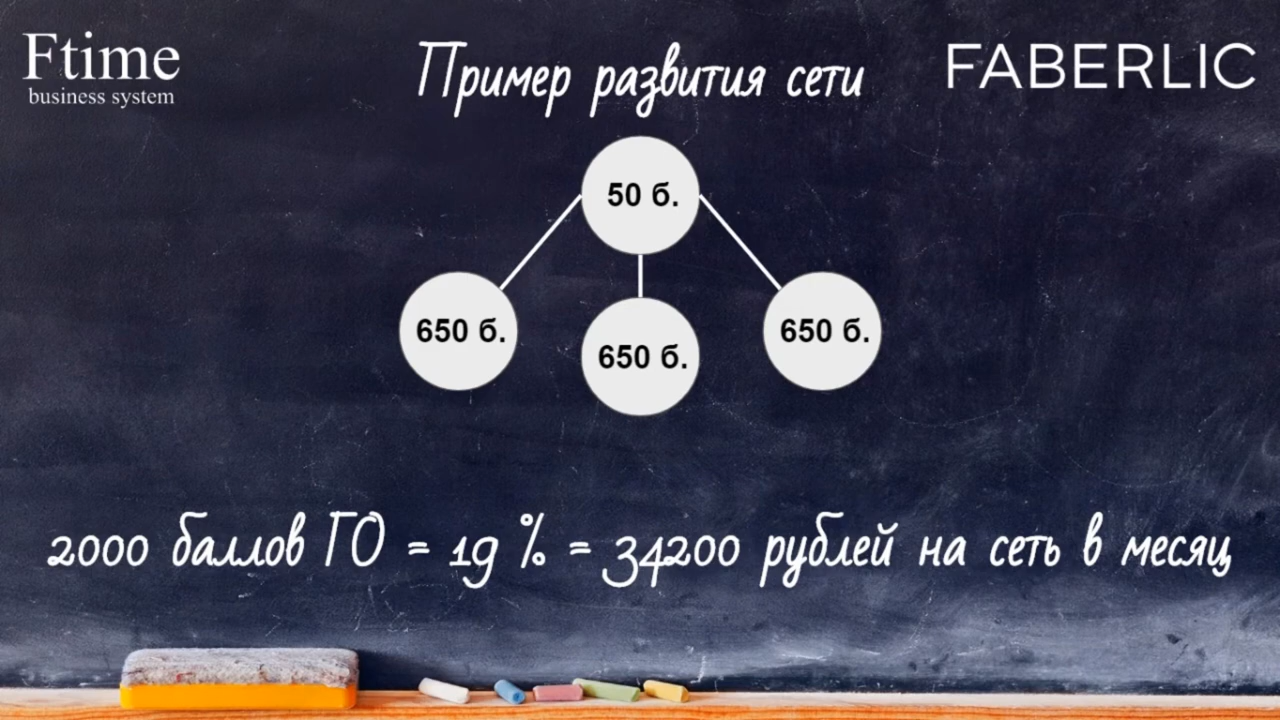 Ftime
business system
Пример развития сети
FABERLIC
50 б.
650 б.
650 б.
650 б.
2000 баллов ГО = 19 % = 34200 рублей на сеть в месяц